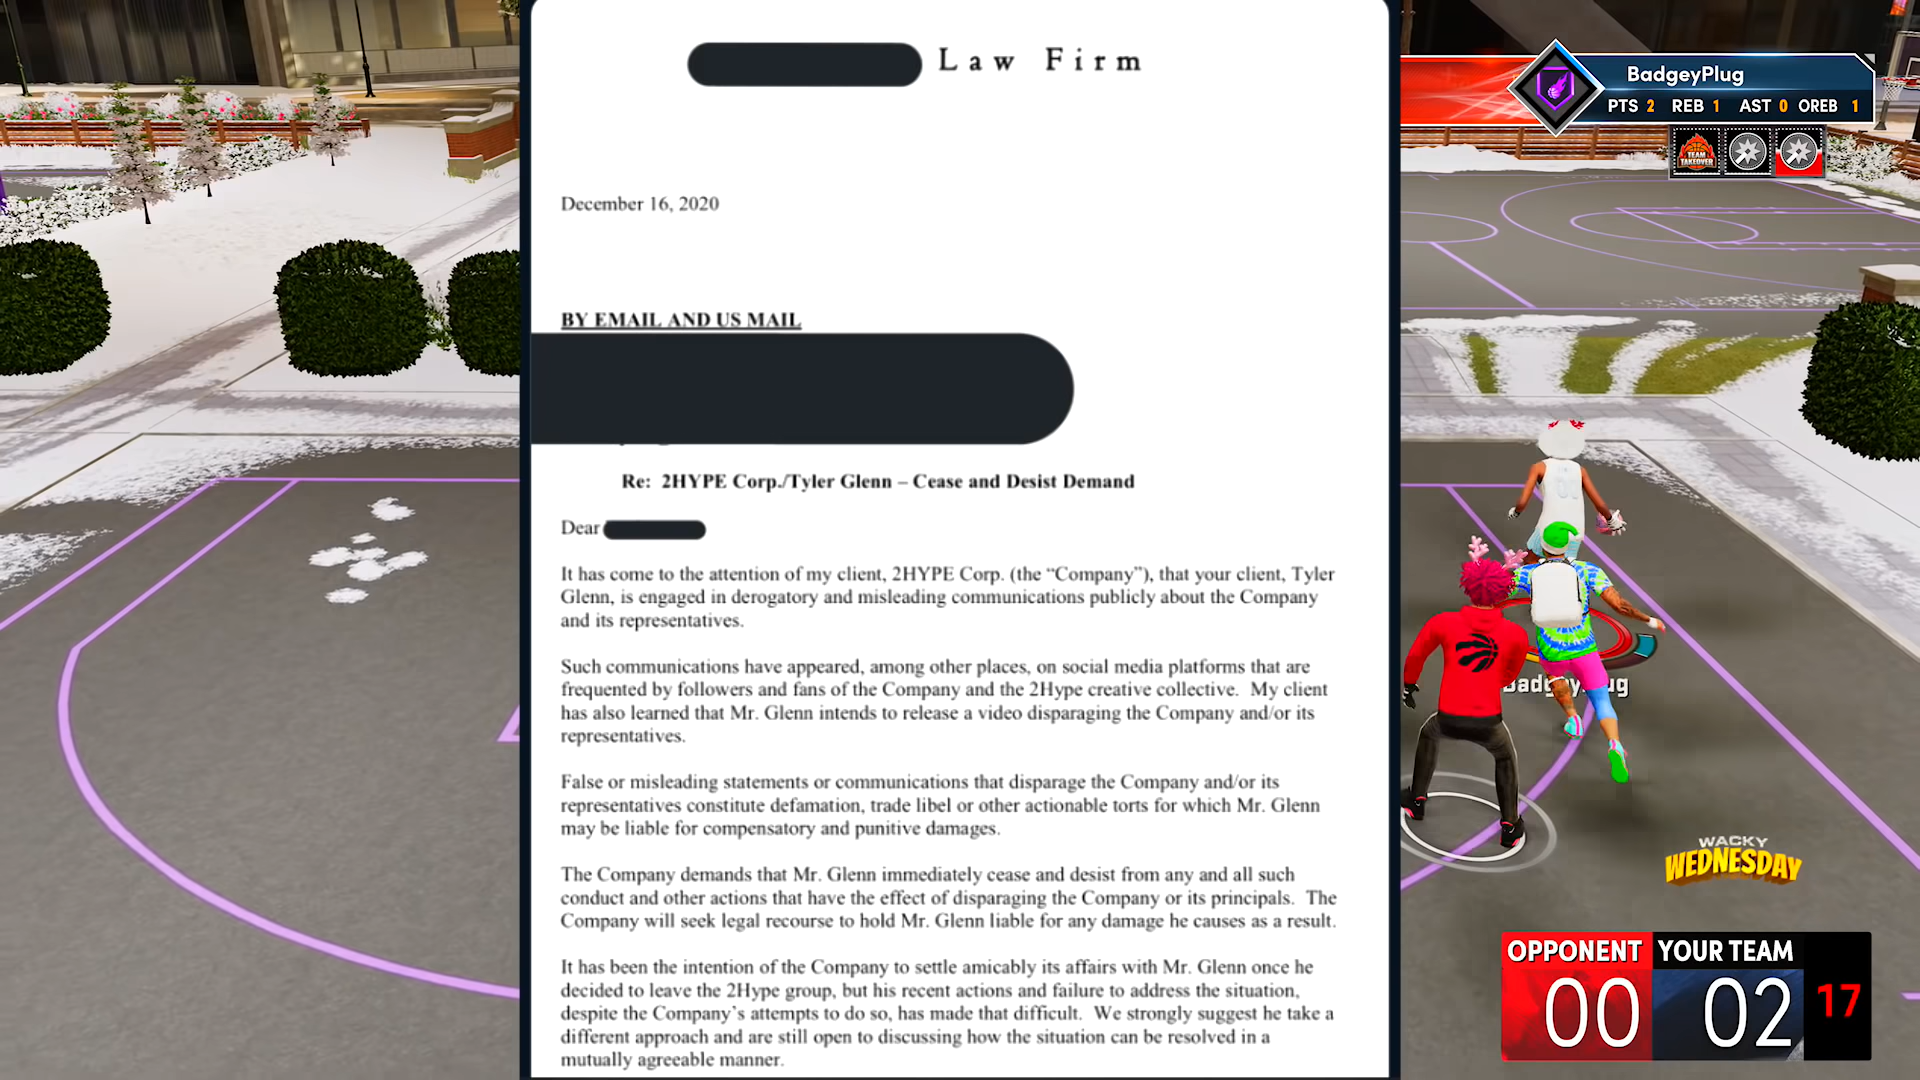 Law Firm
December 16, 2020
BY EMAIL AND US MAIL
Re: 2HYPE Corp./Tyler Glenn – Cease and Desist Demand
Dear
It has come to the attention of my client, 2HYPE Corp. (the “Company”), that your client, Tyler
Glenn, is engaged in derogatory and misleading communications publicly about the Company
and its representatives.
Such communications have appeared, among other places, on social media platforms that are
frequented by followers and fans of the Company and the 2Hype creative collective. My client
has also learned that Mr. Glenn intends to release a video disparaging the Company and/or its
representatives.
False or misleading statements or communications that disparage the Company and/or its
representatives constitute defamation, trade libel or other actionable torts for which Mr. Glenn
may be liable for compensatory and punitive damages.
The Company demands that Mr. Glenn immediately cease and desist from any and all such
conduct and other actions that have the effect of disparaging the Company or its principals. The
Company will seek legal recourse to hold Mr. Glenn liable for any damage he causes as a result.
It has been the intention of the Company to settle amicably its affairs with Mr. Glenn once he
decided to leave the 2Hype group, but his recent actions and failure to address the situation,
despite the Company’s attempts to do so, has made that difficult. We strongly suggest he take a
different approach and are still open to discussing how the situation can be resolved in a
mutually agreeable manner.
BadgeyPlug
PTS 2 REB 1 AST 0 OREB 1
TEAM
TAKEOVER
WACKY
WEDNESDAY
OPPONENT YOUR TEAM
00 02 17